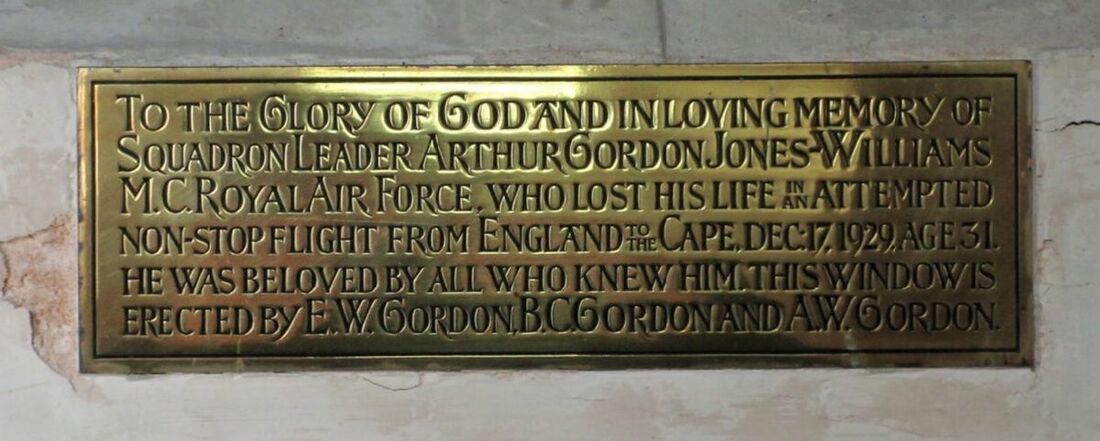 TO THE GLORY OF GOD AND IN LOVING MEMORY OF
SQUADRON LEADER ARTHUR GORDON JONES-WILLIAMS
M.C. ROYAL AIR FORCE, WHO LOST HIS LIFE IN AN ATTEMPTED
NON-STOP FLIGHT FROM ENGLAND TO THE CAPE, DEC: 17, 1929, AGE 31.
HE WAS BELOVED BY ALL WHO KNEW HIM. THIS WINDOW IS
ERECTED BY E.W. GORDON, B.C. GORDON AND A.W. GORDON.